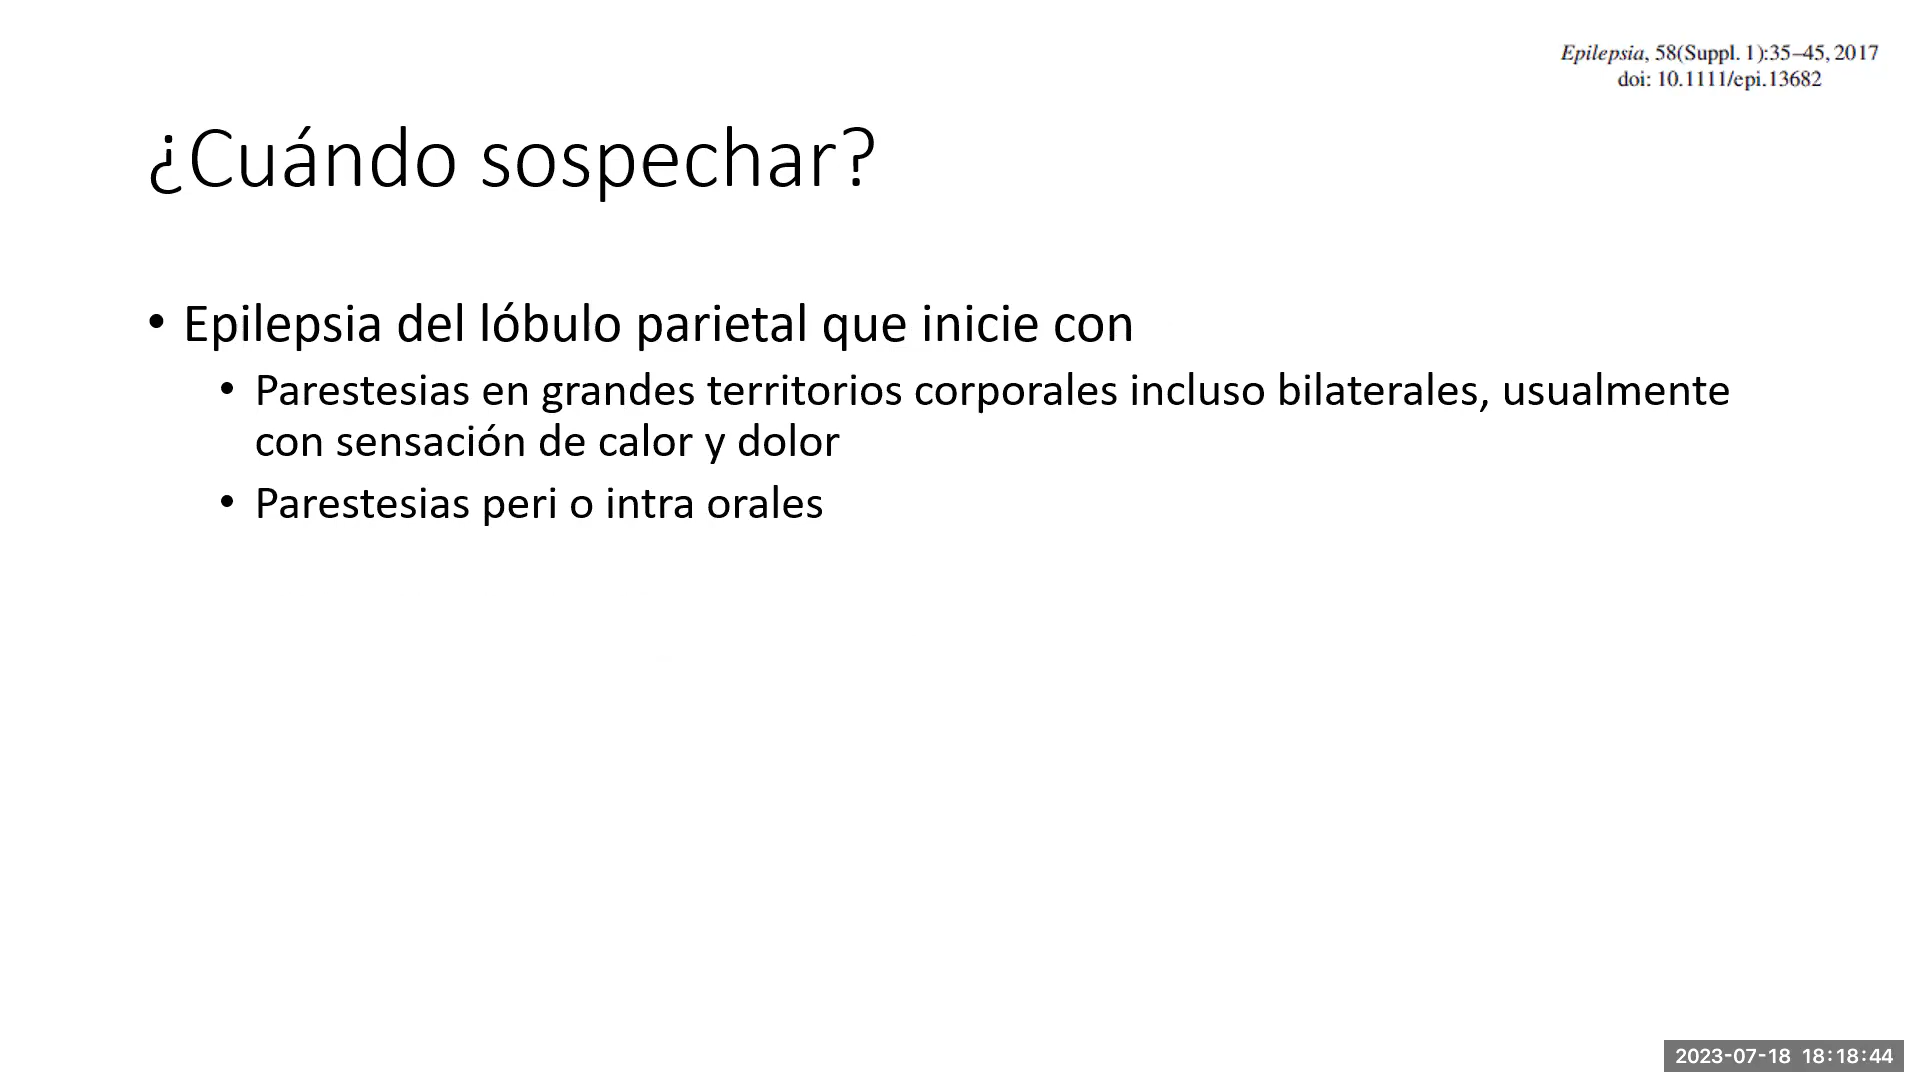 Epilepsia, 58(Suppl. 1):35–45, 2017
doi: 10.1111/epi.13682
¿Cuándo sospechar?
• Epilepsia del lóbulo parietal que inicie con
• Parestesias en grandes territorios corporales incluso bilaterales, usualmente
con sensación de calor y dolor
• Parestesias peri o intra orales
2023-07-18 18:18:44